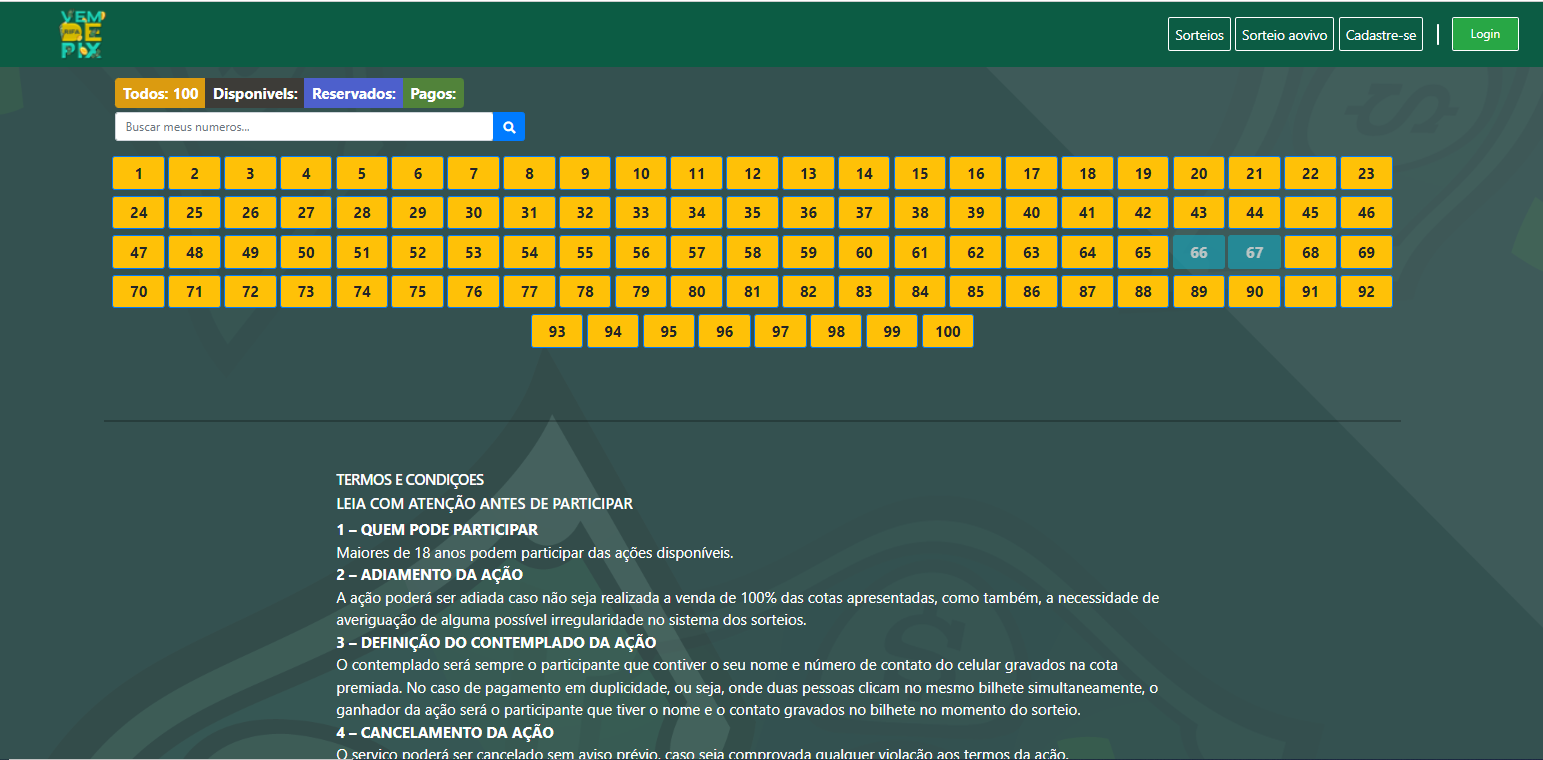 VEM
RIFA DE
PIX
Sorteios Sorteio aovivo Cadastre-se Login
Todos: 100 Disponivels: Reservados: Pagos:
Buscar meus numeros...
1 2 3 4 5 6 7 8 9 10 11 12 13 14 15 16 17 18 19 20 21 22 23
24 25 26 27 28 29 30 31 32 33 34 35 36 37 38 39 40 41 42 43 44 45 46
47 48 49 50 51 52 53 54 55 56 57 58 59 60 61 62 63 64 65 66 67 68 69
70 71 72 73 74 75 76 77 78 79 80 81 82 83 84 85 86 87 88 89 90 91 92
93 94 95 96 97 98 99 100
TERMOS E CONDIÇOES
LEIA COM ATENÇÃO ANTES DE PARTICIPAR
1 – QUEM PODE PARTICIPAR
Maiores de 18 anos podem participar das ações disponíveis.
2 – ADIAMENTO DA AÇÃO
A ação poderá ser adiada caso não seja realizada a venda de 100% das cotas apresentadas, como também, a necessidade de
averiguação de alguma possível irregularidade no sistema dos sorteios.
3 – DEFINIÇÃO DO CONTEMPLADO DA AÇÃO
O contemplado será sempre o participante que contiver o seu nome e número de contato do celular gravados na cota
premiada. No caso de pagamento em duplicidade, ou seja, onde duas pessoas clicam no mesmo bilhete simultaneamente, o
ganhador da ação será o participante que tiver o nome e o contato gravados no bilhete no momento do sorteio.
4 – CANCELAMENTO DA AÇÃO
O serviço poderá ser cancelado sem aviso prévio, caso seja comprovada qualquer violação aos termos da ação.